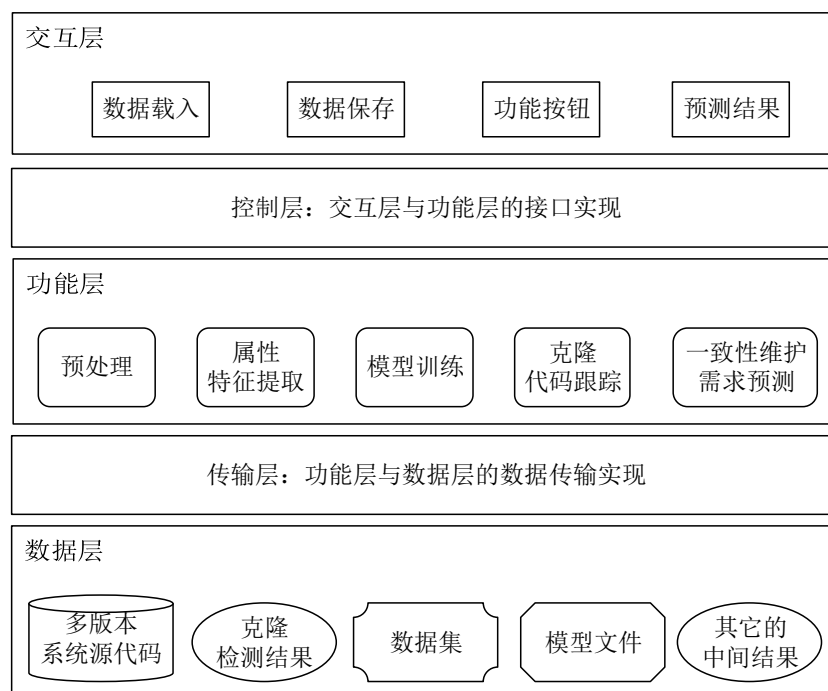 交互层
数据载入
数据保存
功能按钮
预测结果
控制层：交互层与功能层的接口实现
功能层
预处理
属性
特征提取
模型训练
克隆
代码跟踪
一致性维护
需求预测
传输层：功能层与数据层的数据传输实现
数据层
多版本
系统源代码
克隆
检测结果
数据集
模型文件
其它的
中间结果